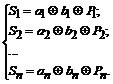 S₁ = a₁ ⊗ b₁ ⊗ P₁;
S₂ = a₂ ⊗ b₂ ⊗ P₂;
...
Sₙ = aₙ ⊗ bₙ ⊗ Pₙ.